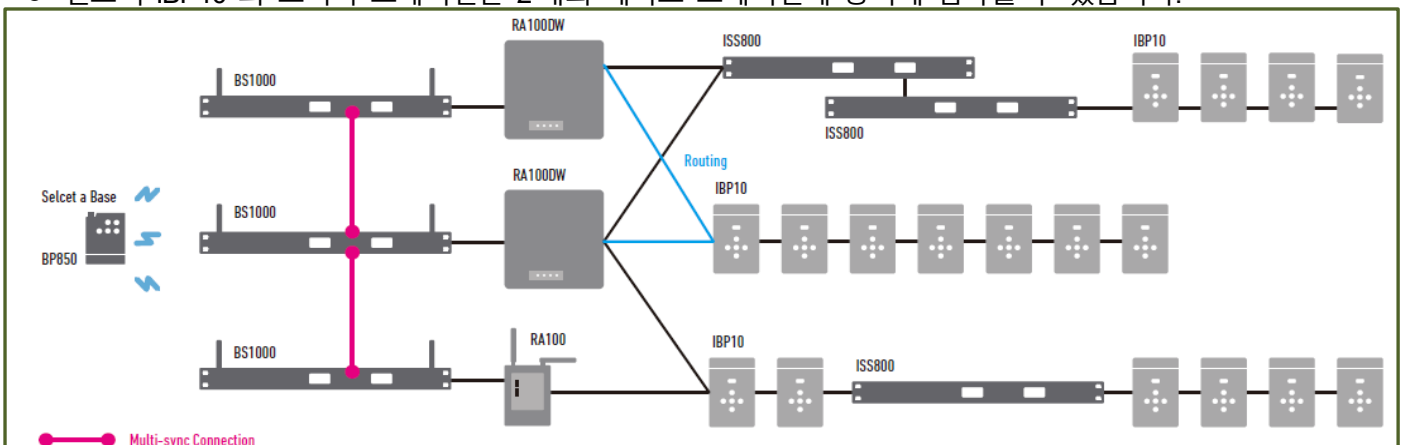 RA100DW
ISS800
IBP10
BS1000
ISS800
Routing
RA100DW
IBP10
Selcet a Base
BS1000
BP850
RA100
IBP10
BS1000
ISS800
Multi-sync Connection